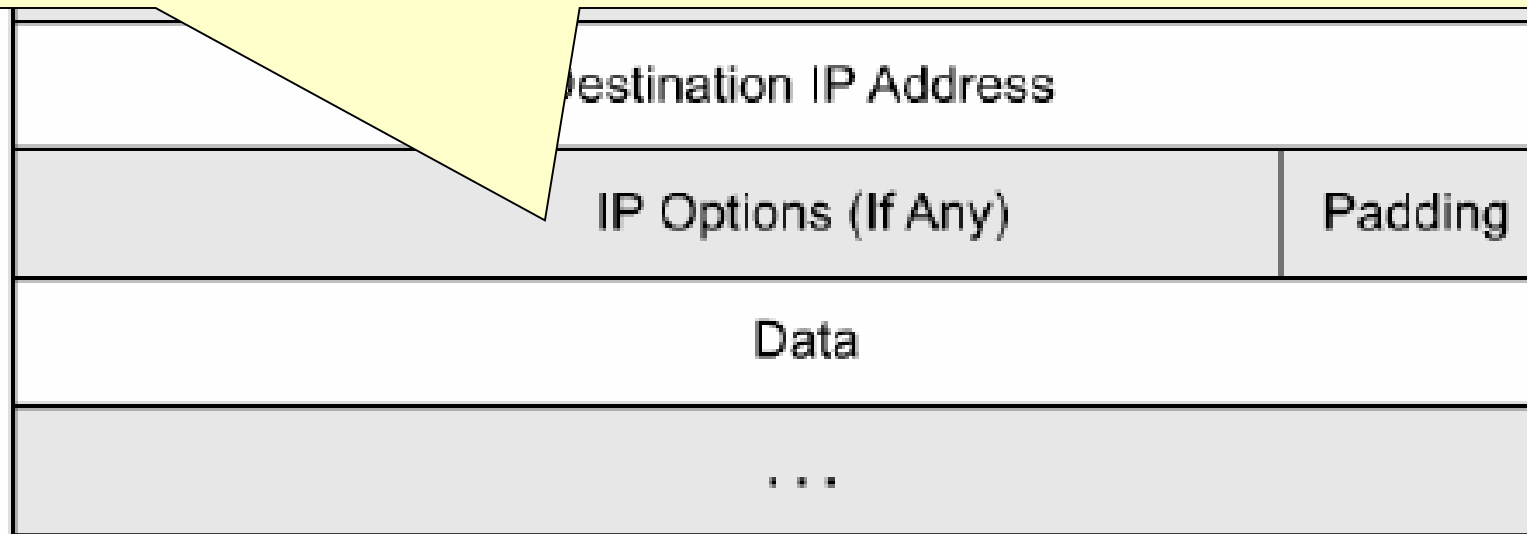 Destination IP Address
IP Options (If Any) Padding
Data
...